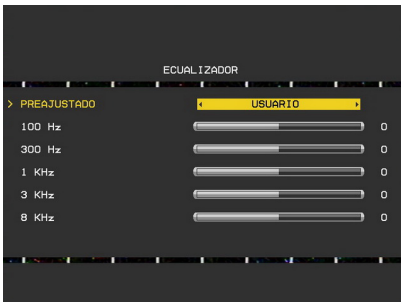 ECUALIZADOR
> PREAJUSTADO USUARIO
100 Hz 0
300 Hz 0
1 KHz 0
3 KHz 0
8 KHz 0